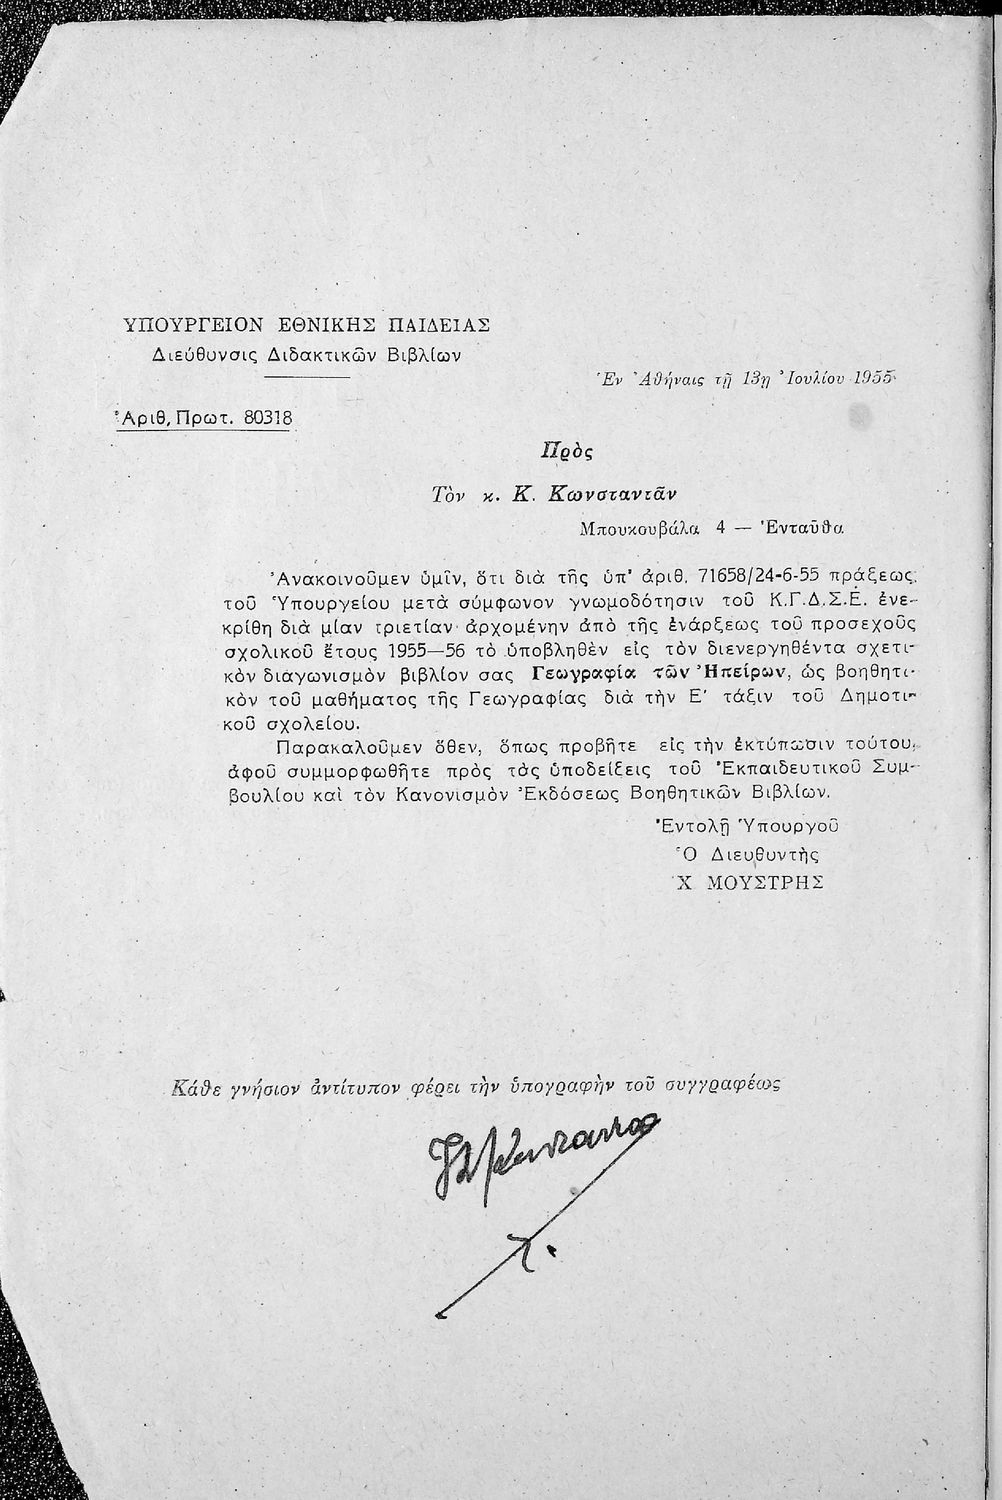 ΥΠΟΥΡΓΕΙΟΝ ΕΘΝΙΚΗΣ ΠΑΙΔΕΙΑΣ
Διεύθυνσις Διδακτικῶν Βιβλίων
Ἐν Ἀθήναις τῇ 13ῃ Ἰουλίου 1955
Ἀριθ. Πρωτ. 80318
Πρὸς
Τὸν κ. Κ. Κωνσταντᾶν
Μπουκουβάλα 4 — Ἐνταῦθα
Ἀνακοινοῦμεν ὑμῖν, ὅτι διὰ τῆς ὑπ' ἀριθ. 71658/24-6-55 πράξεως
τοῦ Ὑπουργείου μετὰ σύμφωνον γνωμοδότησιν τοῦ Κ.Γ.Δ.Σ.Ε. ἐνε-
κρίθη διὰ μίαν τριετίαν ἀρχομένην ἀπὸ τῆς ἐνάρξεως τοῦ προσεχοῦς
σχολικοῦ ἔτους 1955—56 τὸ ὑποβληθὲν εἰς τὸν διενεργηθέντα σχετι-
κὸν διαγωνισμὸν βιβλίον σας Γεωγραφία τῶν Ἠπείρων, ὡς βοηθητι-
κὸν τοῦ μαθήματος τῆς Γεωγραφίας διὰ τὴν Ε' τάξιν τοῦ Δημοτι-
κοῦ σχολείου.
Παρακαλοῦμεν ὅθεν, ὅπως προβῆτε εἰς τὴν ἐκτύπωσιν τούτου,
ἀφοῦ συμμορφωθῆτε πρὸς τὰς ὑποδείξεις τοῦ Ἐκπαιδευτικοῦ Συμ-
βουλίου καὶ τὸν Κανονισμὸν Ἐκδόσεως Βοηθητικῶν Βιβλίων.
Ἐντολῇ Ὑπουργοῦ
Ὁ Διευθυντὴς
Χ ΜΟΥΣΤΡΗΣ
Κάθε γνήσιον ἀντίτυπον φέρει τὴν ὑπογραφὴν τοῦ συγγραφέως